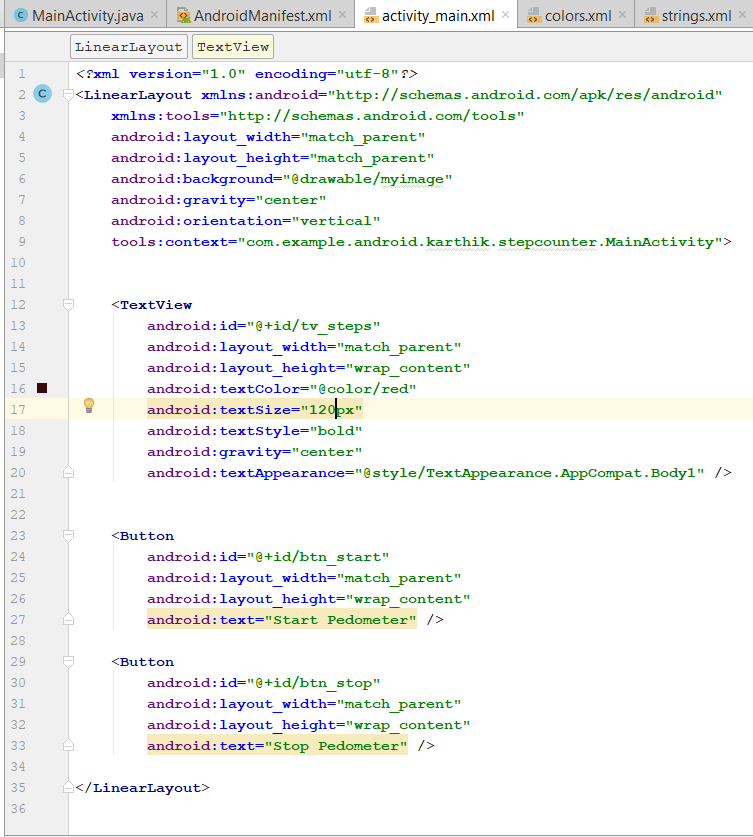 MainActivity.java × AndroidManifest.xml × activity_main.xml × colors.xml × strings.xml ×
LinearLayout TextView
1 <?xml version="1.0" encoding="utf-8"?>
2 C <LinearLayout xmlns:android="http://schemas.android.com/apk/res/android"
3     xmlns:tools="http://schemas.android.com/tools"
4     android:layout_width="match_parent"
5     android:layout_height="match_parent"
6     android:background="@drawable/myimage"
7     android:gravity="center"
8     android:orientation="vertical"
9     tools:context="com.example.android.karthik.stepcounter.MainActivity">
10
11
12     <TextView
13         android:id="@+id/tv_steps"
14         android:layout_width="match_parent"
15         android:layout_height="wrap_content"
16         android:textColor="@color/red"
17         android:textSize="120px"
18         android:textStyle="bold"
19         android:gravity="center"
20         android:textAppearance="@style/TextAppearance.AppCompat.Body1" />
21
22
23     <Button
24         android:id="@+id/btn_start"
25         android:layout_width="match_parent"
26         android:layout_height="wrap_content"
27         android:text="Start Pedometer" />
28
29     <Button
30         android:id="@+id/btn_stop"
31         android:layout_width="match_parent"
32         android:layout_height="wrap_content"
33         android:text="Stop Pedometer" />
34
35 </LinearLayout>
36